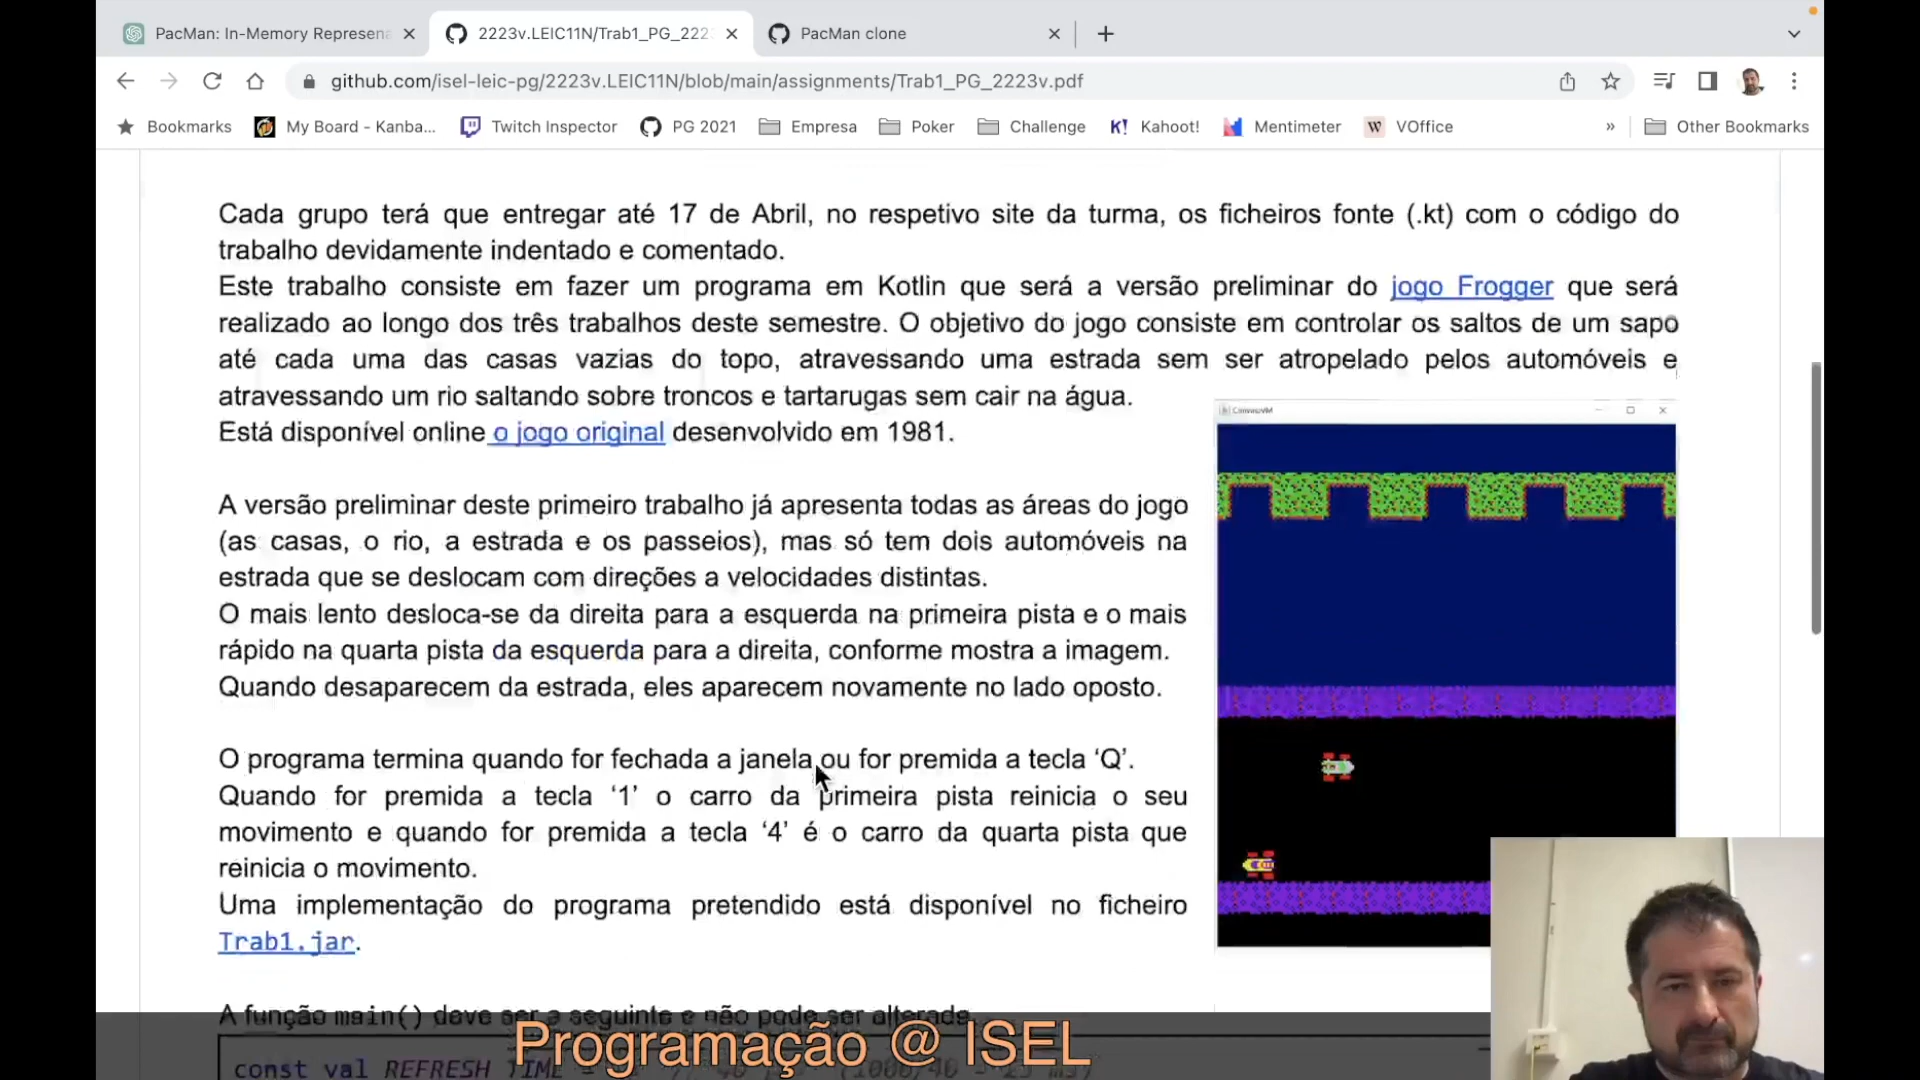 PacMan: In-Memory Represena
2223v.LEIC11N/Trab1_PG_222
PacMan clone
github.com/isel-leic-pg/2223v.LEIC11N/blob/main/assignments/Trab1_PG_2223v.pdf
Bookmarks
My Board - Kanba...
Twitch Inspector
PG 2021
Empresa
Poker
Challenge
Kahoot!
Mentimeter
VOffice
»
Other Bookmarks
Cada grupo terá que entregar até 17 de Abril, no respetivo site da turma, os ficheiros fonte (.kt) com o código do
trabalho devidamente indentado e comentado.
Este trabalho consiste em fazer um programa em Kotlin que será a versão preliminar do jogo Frogger que será
realizado ao longo dos três trabalhos deste semestre. O objetivo do jogo consiste em controlar os saltos de um sapo
até cada uma das casas vazias do topo, atravessando uma estrada sem ser atropelado pelos automóveis e
atravessando um rio saltando sobre troncos e tartarugas sem cair na água.
Está disponível online o jogo original desenvolvido em 1981.
CanvasJVM
A versão preliminar deste primeiro trabalho já apresenta todas as áreas do jogo
(as casas, o rio, a estrada e os passeios), mas só tem dois automóveis na
estrada que se deslocam com direções a velocidades distintas.
O mais lento desloca-se da direita para a esquerda na primeira pista e o mais
rápido na quarta pista da esquerda para a direita, conforme mostra a imagem.
Quando desaparecem da estrada, eles aparecem novamente no lado oposto.
O programa termina quando for fechada a janela ou for premida a tecla ‘Q’.
Quando for premida a tecla ‘1’ o carro da primeira pista reinicia o seu
movimento e quando for premida a tecla ‘4’ é o carro da quarta pista que
reinicia o movimento.
Uma implementação do programa pretendido está disponível no ficheiro
Trab1.jar.
A função main() deve ser a seguinte e não pode ser alterada.
const val REFRESH TIME
Programação @ ISEL